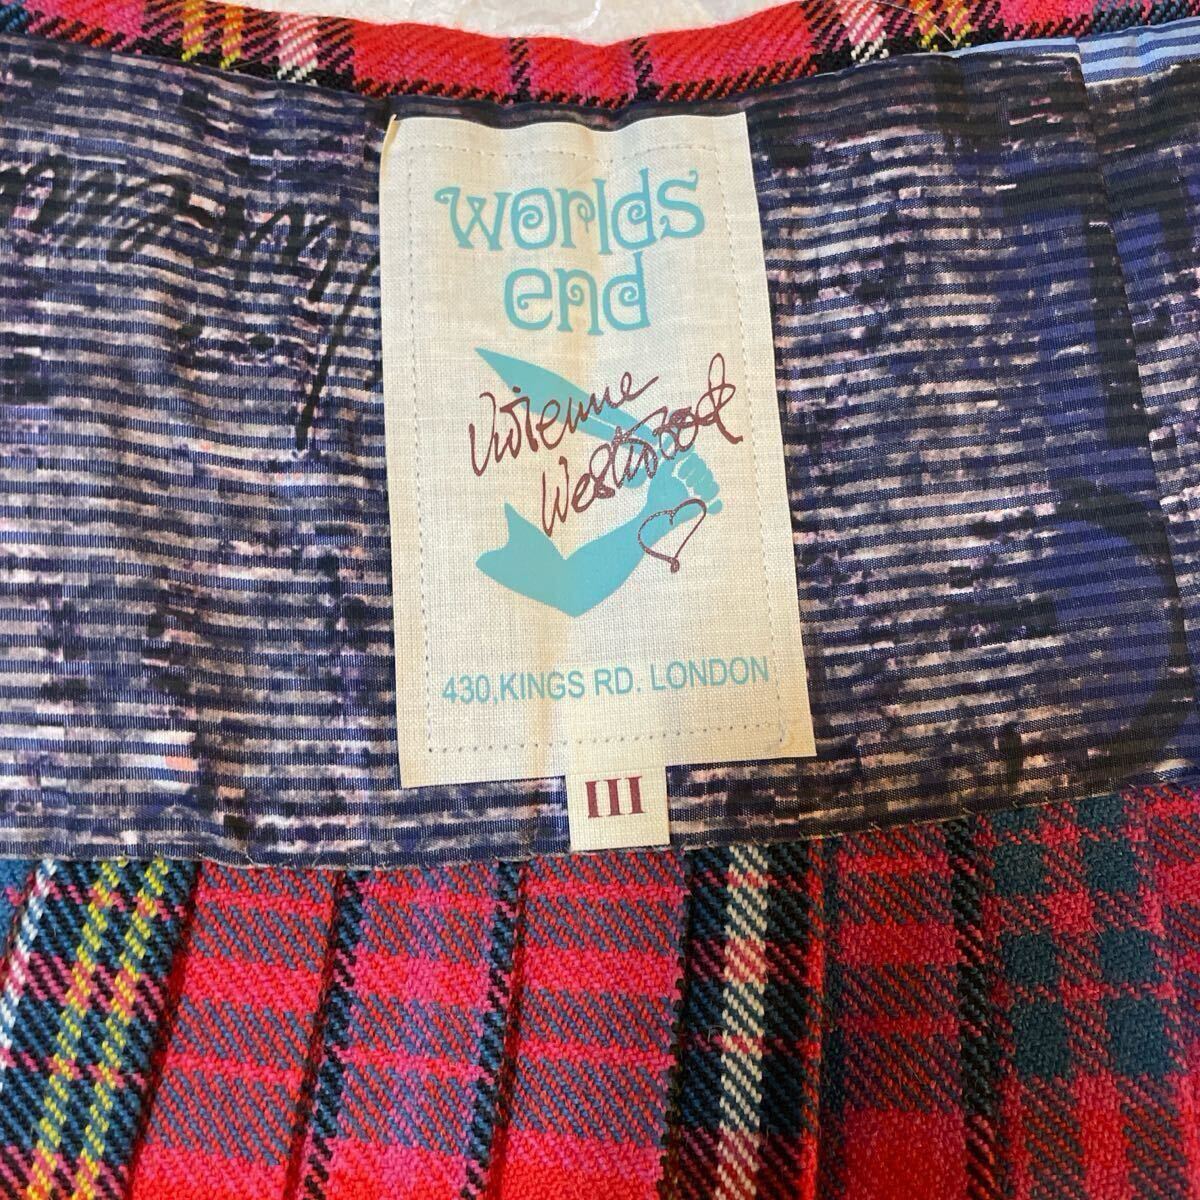 worlds
end
Vivienne
Westwood
430,KINGS RD. LONDON
III